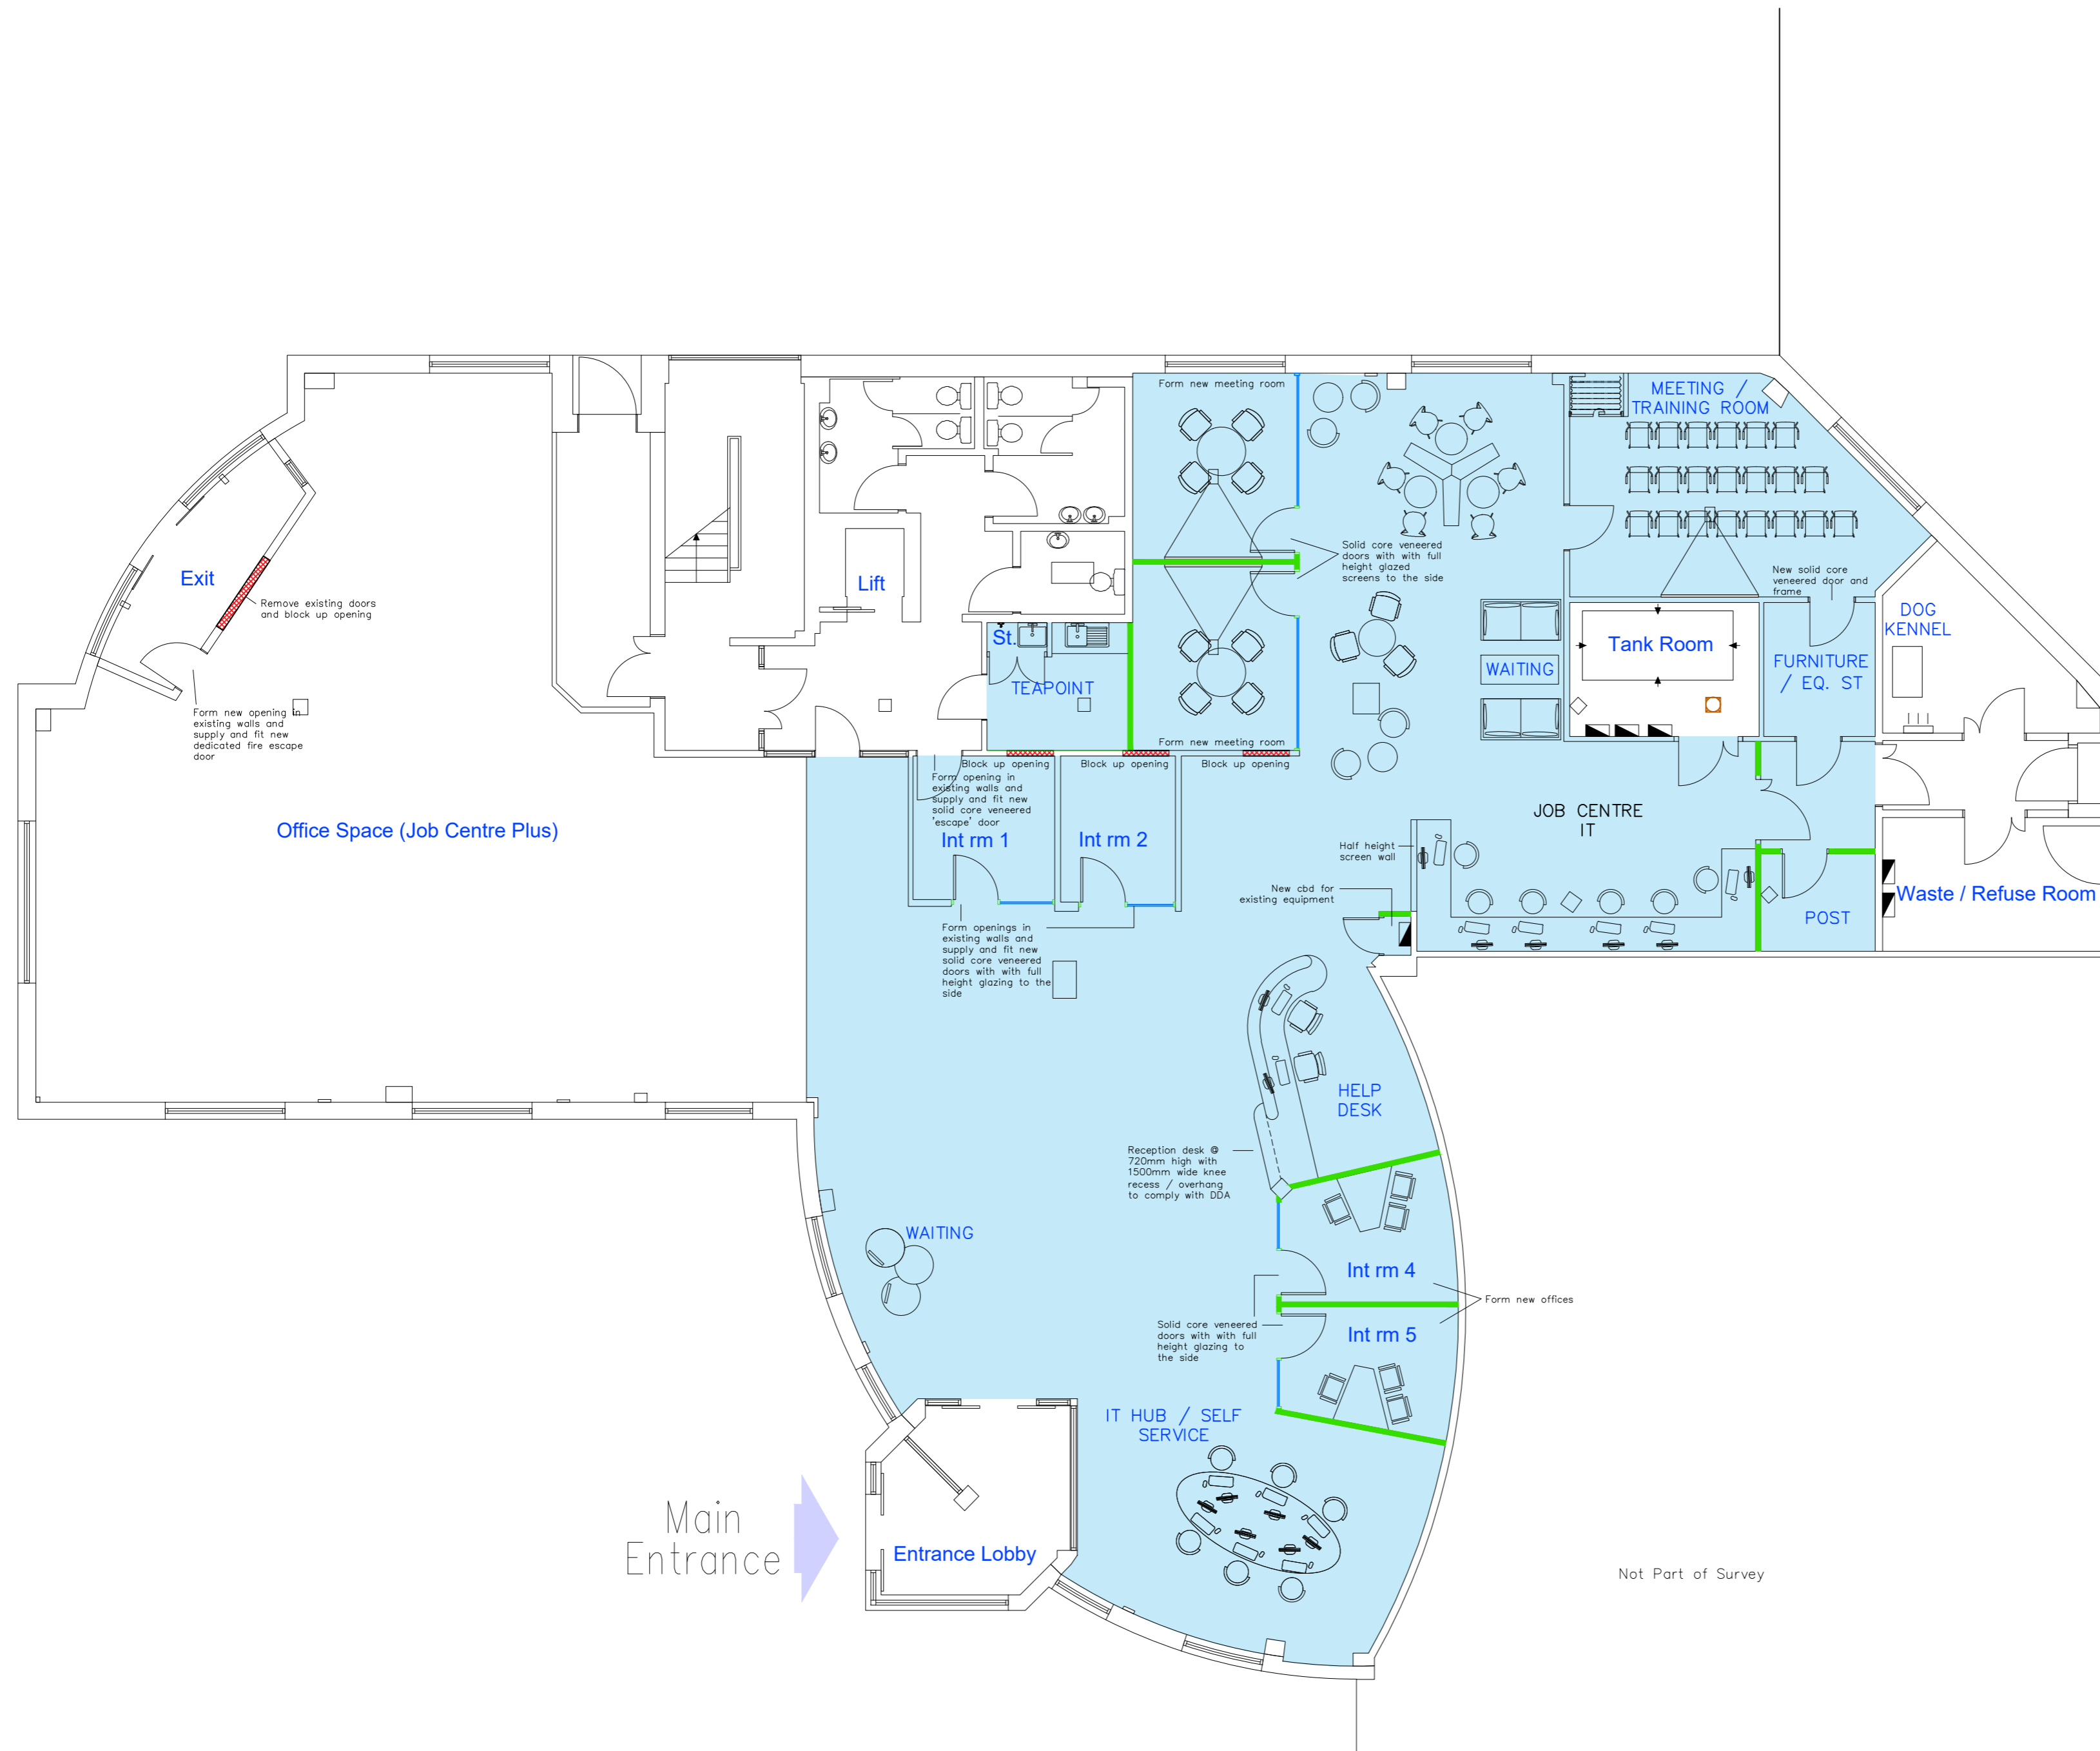 Form new meeting room
MEETING /
TRAINING ROOM
Solid core veneered
doors with with full
height glazed
screens to the side
New solid core
veneered door and
frame
Exit
Remove existing doors
and block up opening
Lift
St.
TEAPOINT
DOG
KENNEL
Tank Room
WAITING
FURNITURE
/ EQ. ST
Form new opening in
existing walls and
supply and fit new
dedicated fire escape
door
Form new meeting room
Block up opening
Block up opening
Block up opening
Form opening in
existing walls and
supply and fit new
solid core veneered
'escape' door
Office Space (Job Centre Plus)
Int rm 1
Int rm 2
JOB CENTRE
IT
Half height
screen wall
New cbd for
existing equipment
Waste / Refuse Room
POST
Form openings in
existing walls and
supply and fit new
solid core veneered
doors with with full
height glazing to the
side
HELP
DESK
Reception desk @
720mm high with
1500mm wide knee
recess / overhang
to comply with DDA
WAITING
Int rm 4
Form new offices
Solid core veneered
doors with with full
height glazing to
the side
Int rm 5
IT HUB / SELF
SERVICE
Main
Entrance
Entrance Lobby
Not Part of Survey